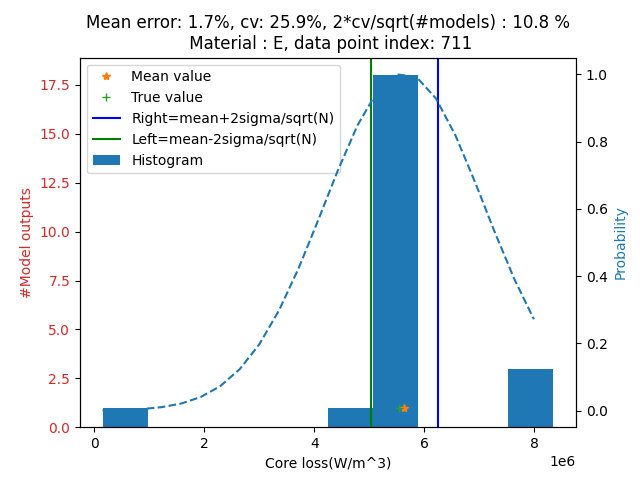 Mean error: 1.7%, cv: 25.9%, 2*cv/sqrt(#models) : 10.8 %
Material : E, data point index: 711
Mean value
True value
Right=mean+2sigma/sqrt(N)
Left=mean-2sigma/sqrt(N)
Histogram
#Model outputs
17.5
15.0
12.5
10.0
7.5
5.0
2.5
0.0
1.0
0.8
0.6
0.4
0.2
0.0
Probability
0 2 4 6 8
Core loss(W/m^3)
1e6